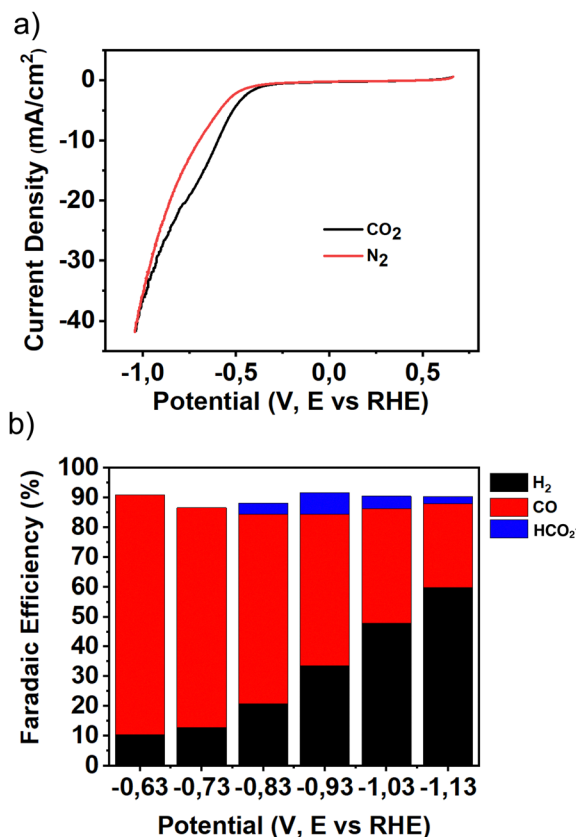 a)
Current Density (mA/cm²)
0
-10
-20
-30
-40
CO₂
N₂
-1,0 -0,5 0,0 0,5
Potential (V, E vs RHE)
b)
Faradaic Efficiency (%)
100
90
80
70
60
50
40
30
20
10
0
H₂
CO
HCO₂⁻
-0,63 -0,73 -0,83 -0,93 -1,03 -1,13
Potential (V, E vs RHE)